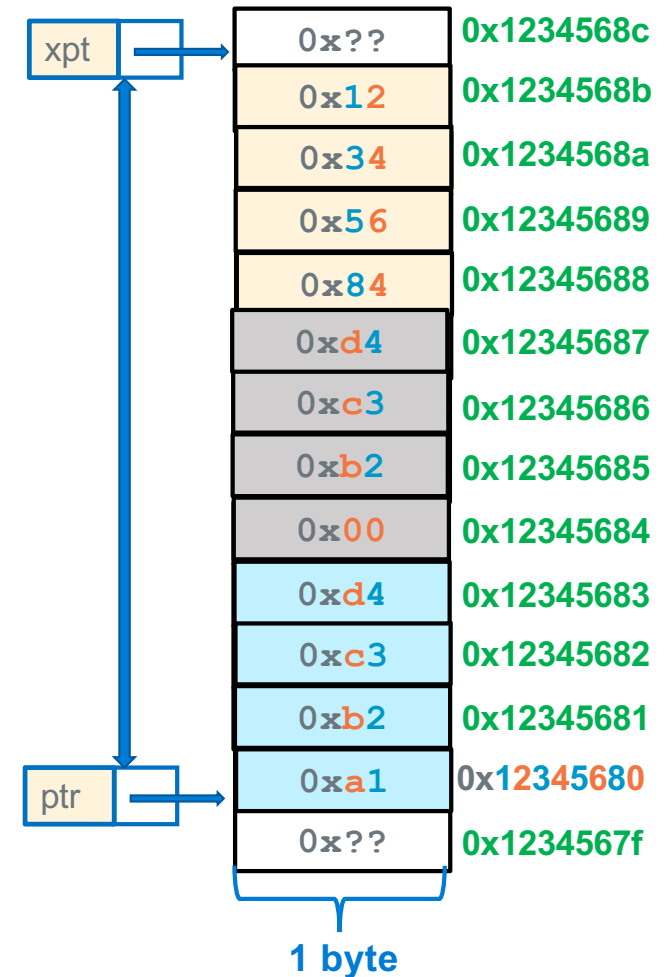 xpt
0x?? 0x1234568c
0x12 0x1234568b
0x34 0x1234568a
0x56 0x12345689
0x84 0x12345688
0xd4 0x12345687
0xc3 0x12345686
0xb2 0x12345685
0x00 0x12345684
0xd4 0x12345683
0xc3 0x12345682
0xb2 0x12345681
ptr
0xa1 0x12345680
0x?? 0x1234567f
1 byte